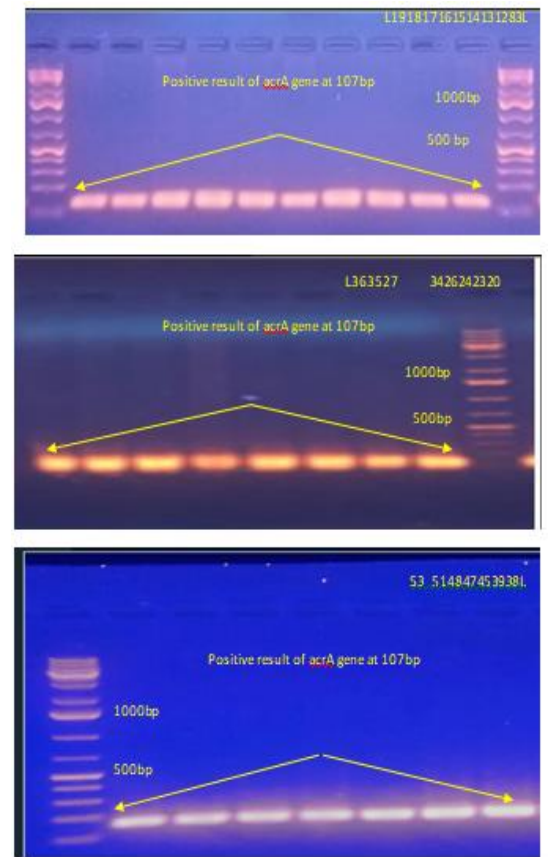 L191817161514131283L
Positive result of acrA gene at 107bp
1000bp
500 bp
L363527 3426242320
Positive result of acrA gene at 107bp
1000bp
500bp
53 514847453938L
Positive result of acrA gene at 107bp
1000bp
500bp